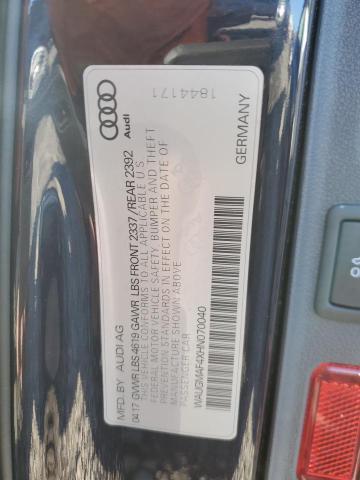 Audi
1844171
MFD. BY AUDI AG
GERMANY
04.17 GVWR LBS 4619 GAWR LBS FRONT 2337/REAR 2392
THIS VEHICLE CONFORMS TO ALL APPLICABLE U.S.
FEDERAL MOTOR VEHICLE SAFETY BUMPER AND THEFT
PREVENTION STANDARDS IN EFFECT ON THE DATE
OF MANUFACTURE SHOWN ABOVE
PASSENGER CAR
WAUGMAF4XHN070040